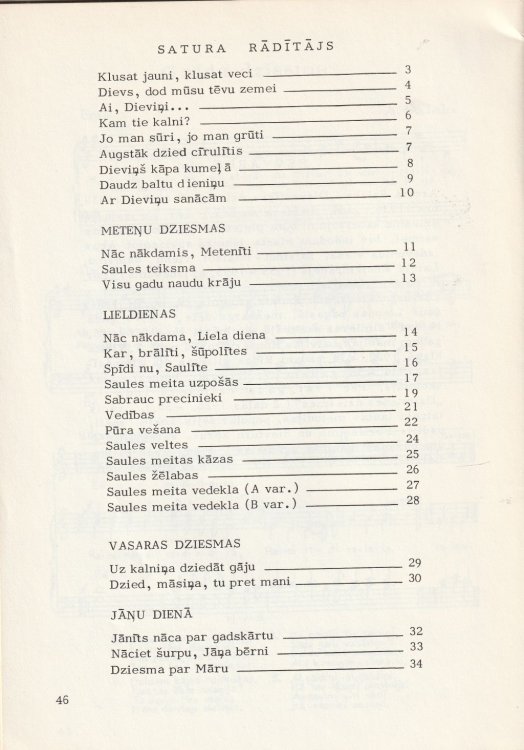 SATURA RĀDĪTĀJS
Klusat jauni, klusat veci 3
Dievs, dod mūsu tēvu zemei 4
Ai, Dieviņi... 5
Kam tie kalni? 6
Jo man sūri, jo man grūti 7
Augstāk dzied cīrulītis 7
Dieviņš kāpa kumeļā 8
Daudz baltu dieniņu 9
Ar Dieviņu sanācām 10
METEŅU DZIESMAS
Nāc nākdamis, Metenīti 11
Saules teiksma 12
Visu gadu naudu krāju 13
LIELDIENAS
Nāc nākdama, Liela diena 14
Kar, brālīti, šūpolītes 15
Spīdi nu, Saulīte 16
Saules meita uzpošās 17
Sabrauc precinieki 19
Vedības 21
Pūra vešana 22
Saules veltes 24
Saules meitas kāzas 25
Saules žēlabas 26
Saules meita vedekla (A var.) 27
Saules meita vedekla (B var.) 28
VASARAS DZIESMAS
Uz kalniņa dziedāt gāju 29
Dzied, māsiņa, tu pret mani 30
JĀŅU DIENĀ
Jānīts nāca par gadskārtu 32
Nāciet šurpu, Jāņa bērni 33
Dziesma par Māru 34
46